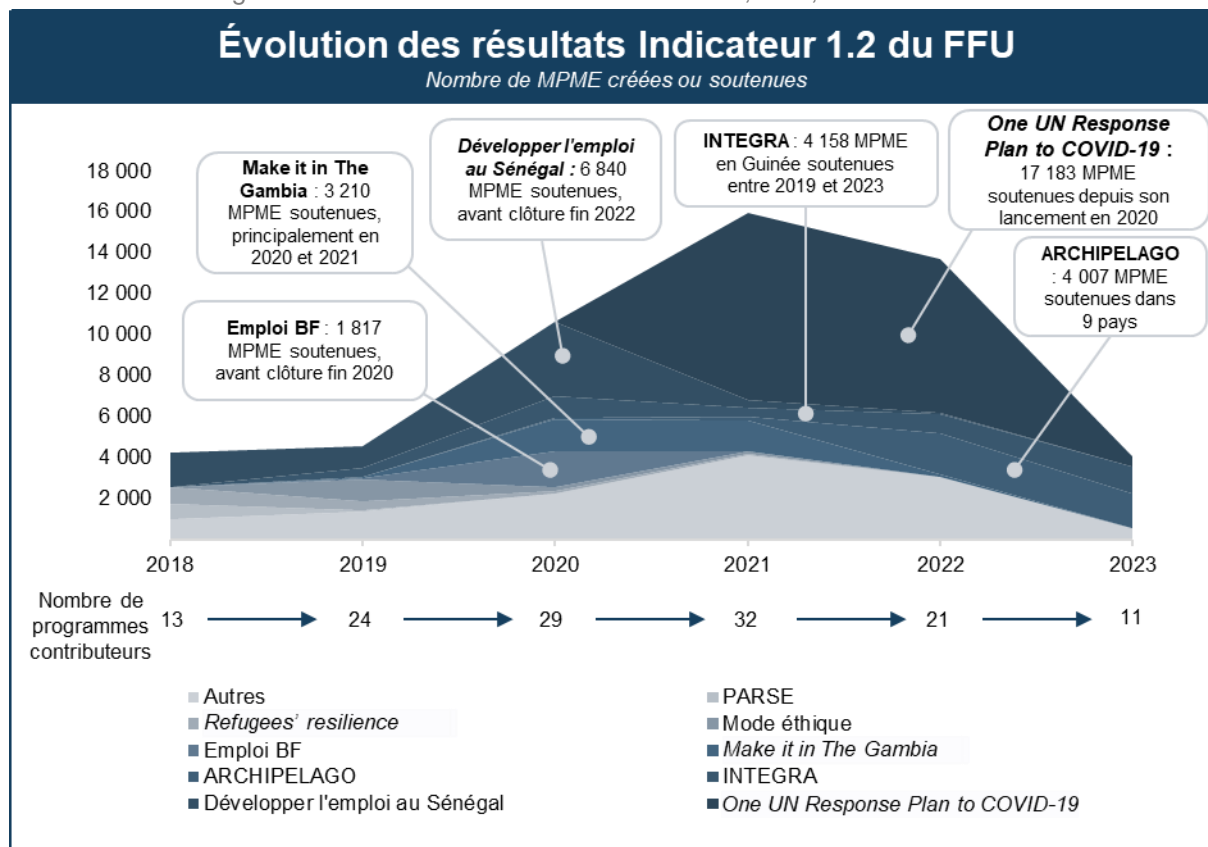 Évolution des résultats Indicateur 1.2 du FFU
Nombre de MPME créées ou soutenues
18 000
16 000
14 000
12 000
10 000
8 000
6 000
4 000
2 000
Make it in The
Gambia : 3 210
MPME soutenues,
principalement en
2020 et 2021
Développer l'emploi
au Sénégal : 6 840
MPME soutenues,
avant clôture fin 2022
INTEGRA : 4 158 MPME
en Guinée soutenues
entre 2019 et 2023
One UN Response
Plan to COVID-19 :
17 183 MPME
soutenues depuis son
lancement en 2020
ARCHIPELAGO
: 4 007 MPME
soutenues dans
9 pays
Emploi BF : 1 817
MPME soutenues,
avant clôture fin 2020
2018 2019 2020 2021 2022 2023
Nombre de
programmes
contributeurs
13 24 29 32 21 11
Autres
PARSE
Refugees' resilience
Mode éthique
Emploi BF
Make it in The Gambia
ARCHIPELAGO
INTEGRA
Développer l'emploi au Sénégal
One UN Response Plan to COVID-19